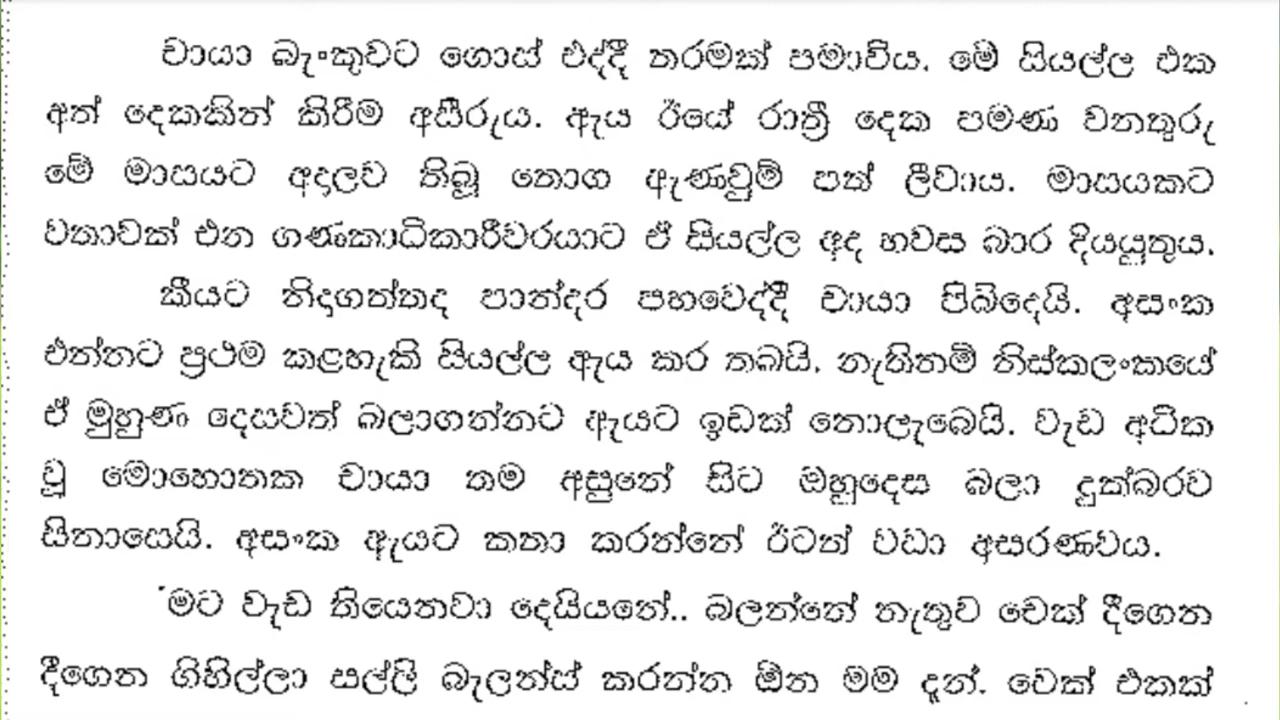 චායා බැංකුවට ගොස් එද්දී තරමක් පමාවිය. මේ සියල්ල එක
අත් දෙකකින් කිරීම අසීරුය. ඇය ඊයේ රාත්‍රී දෙක පමණ වනතුරු
මේ මාසයට අදාලව තිබූ නොග ඇණවුම් පත් ලීවාය. මාසයකට
වතාවක් එන ගණකාධිකාරීවරයාට ඒ සියල්ල අද හවස බාර දියයුතුය.
කීයට නිදාගත්තද පාන්දර පහවෙද්දී චායා පිබිදෙයි. අසංක
එන්නට ප්‍රථම කළහැකි සියල්ල ඇය කර තබයි. නැතිනම් නිස්කලංකයේ
ඒ මුහුණ දෙසවත් බලාගන්නට ඇයට ඉඩක් නොලැබෙයි. වැඩ අධික
වූ මොහොතක චායා තම අසුනේ සිට ඔහුදෙස බලා දුක්බරව
සිනාසෙයි. අසංක ඇයට කතා කරන්නේ ඊටත් වඩා අසරණවය.
'මට වැඩ තියෙනවා දෙයියනේ.. බලන්නේ නැතුව චෙක් දීගෙන
දීගෙන ගිහිල්ලා සල්ලි බැලන්ස් කරන්න ඕන මම දැන්. චෙක් එකක්